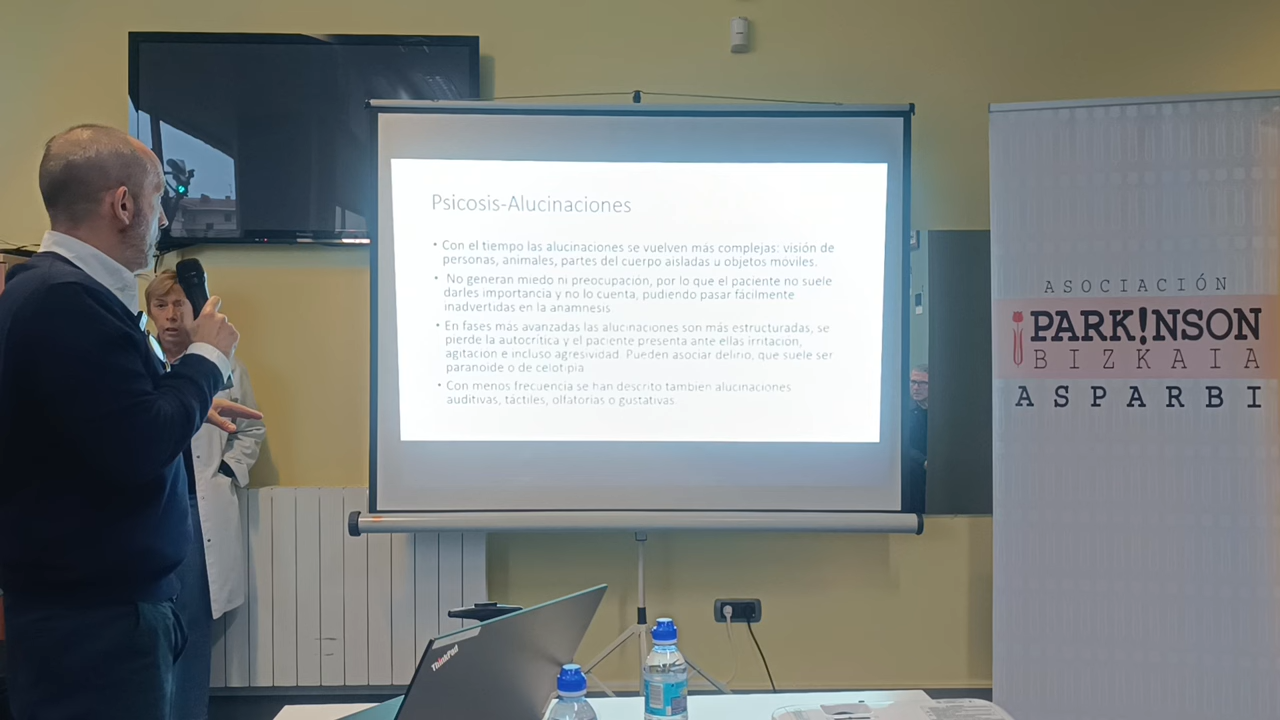 Psicosis-Alucinaciones
• Con el tiempo las alucinaciones se vuelven más complejas: visión de
personas, animales, partes del cuerpo aisladas u objetos móviles.
• No generan miedo ni preocupación, por lo que el paciente no suele
darles importancia y no lo cuenta, pudiendo pasar fácilmente
inadvertidas en la anamnesis.
• En fases más avanzadas las alucinaciones son más estructuradas, se
pierde la autocrítica y el paciente presenta ante ellas irritación,
agitación e incluso agresividad. Pueden asociar delirio, que suele ser
paranoide o de celotipia
• Con menos frecuencia se han descrito también alucinaciones
auditivas, táctiles, olfatorias o gustativas.
ASOCIACIÓN
PARK!NSON
BIZKAIA
ASPARBI
ThinkPad